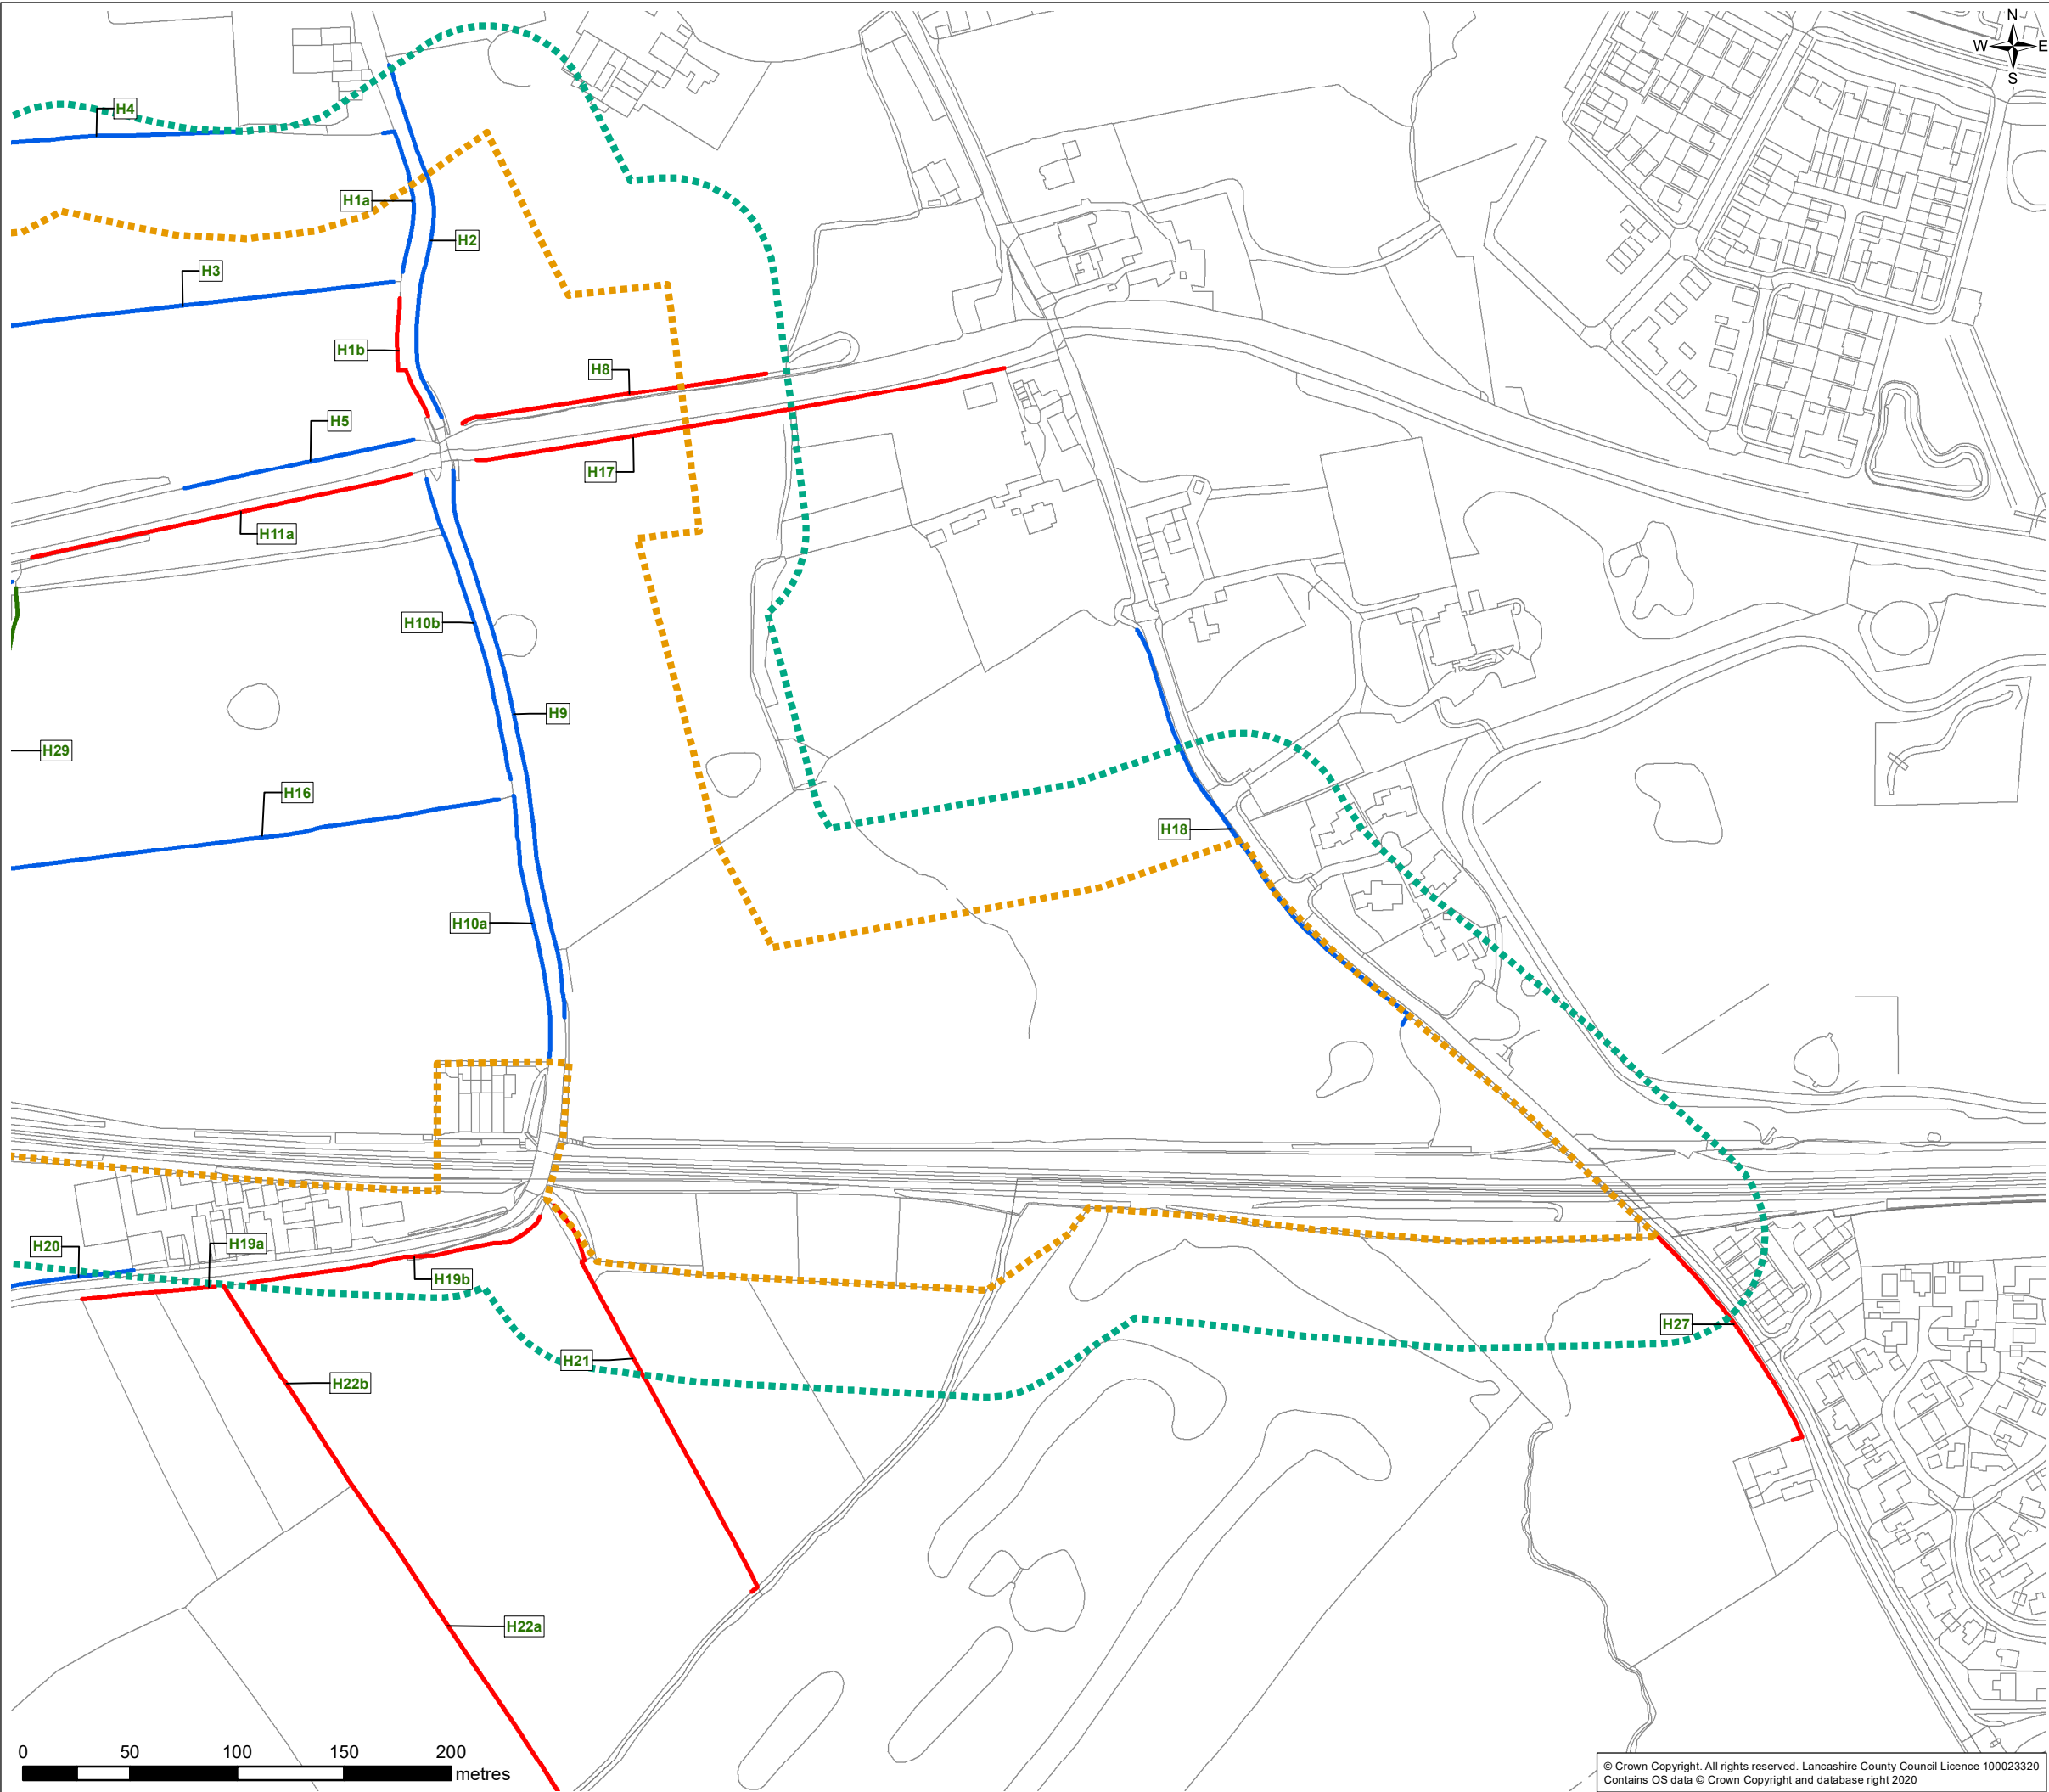 N
W E
S
H4
H1a
H2
H3
H1b
H8
H5
H17
H11a
H10b
H9
H29
H16
H18
H10a
H20
H19a
H19b
H27
H21
H22b
H22a
0 50 100 150 200
metres
© Crown Copyright. All rights reserved. Lancashire County Council Licence 100023320
Contains OS data © Crown Copyright and database right 2020